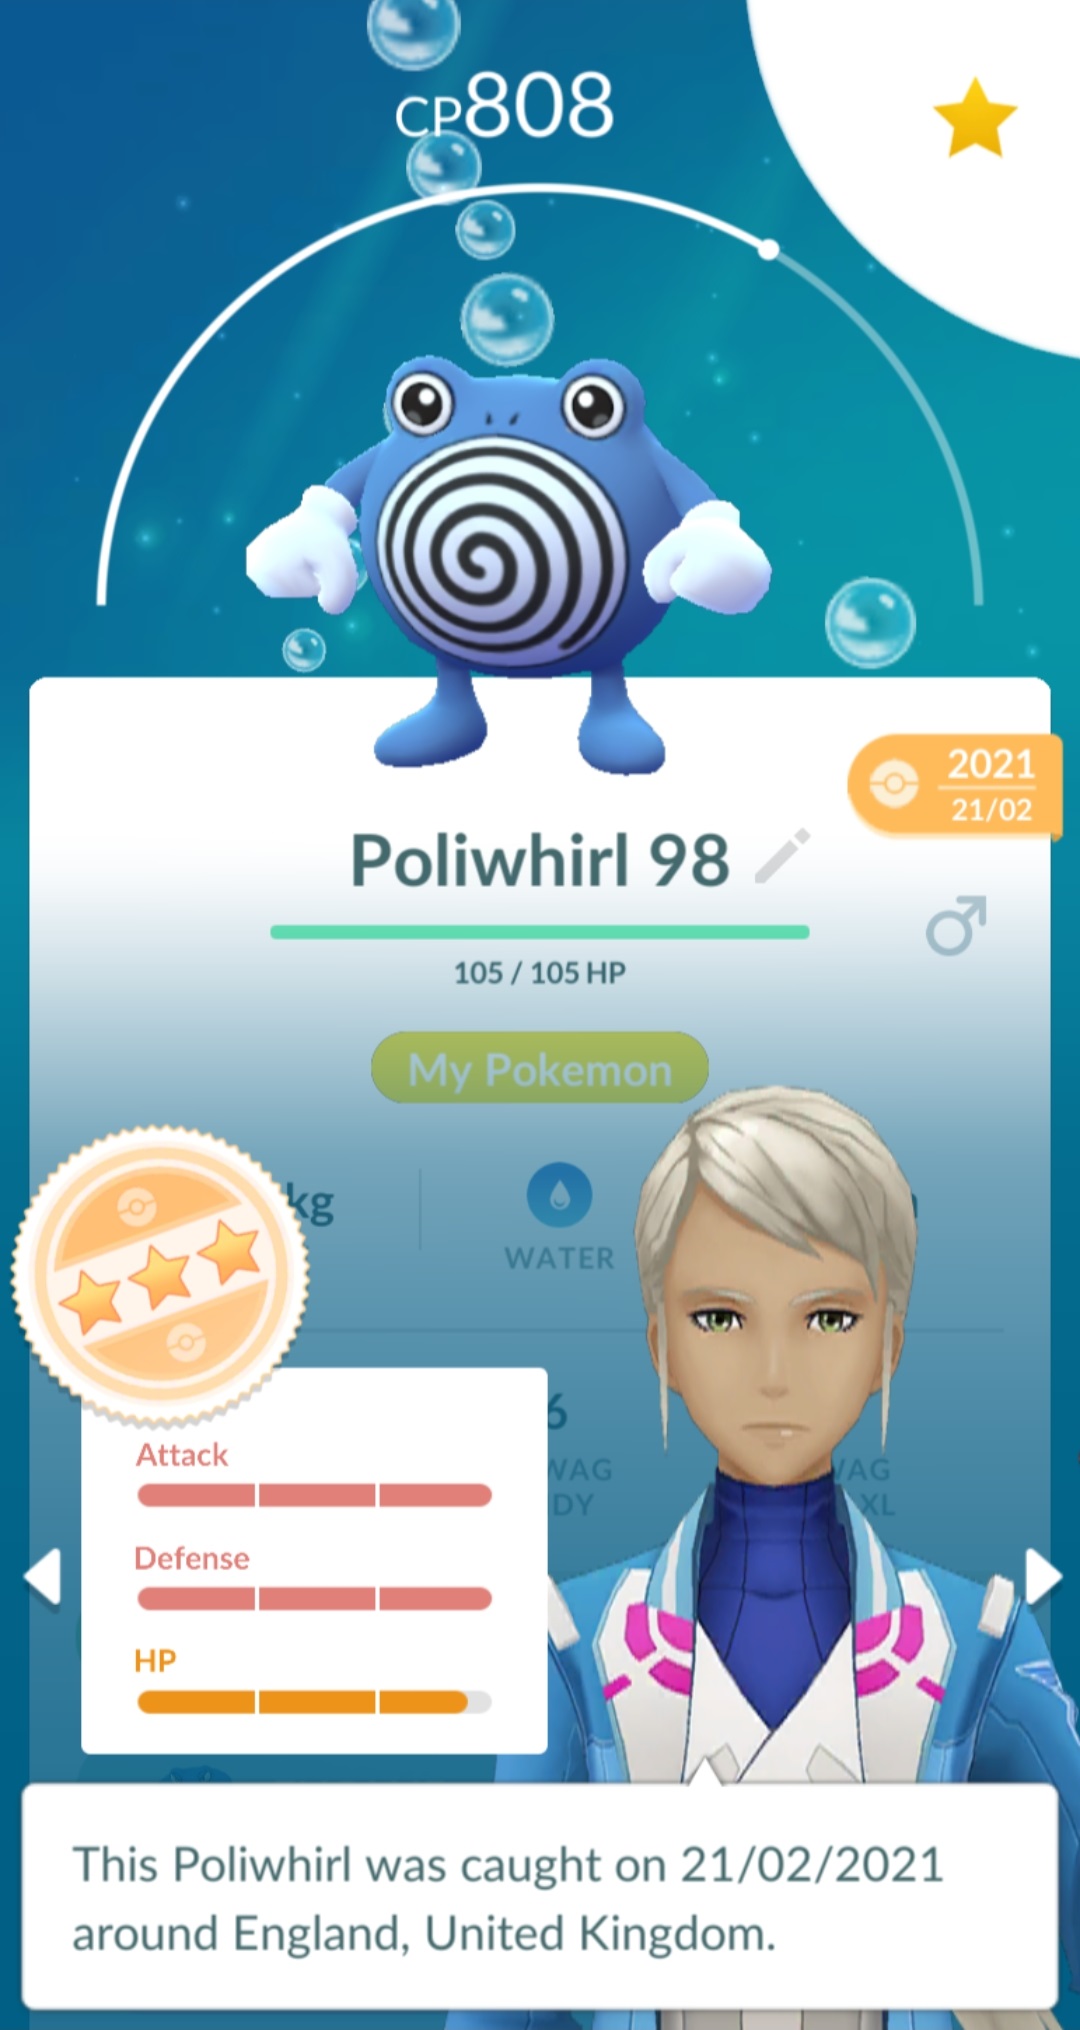 CP808
2021
21/02
Poliwhirl 98
105 / 105 HP
My Pokemon
kg
WATER
6
WAG
DY
WAG
XL
Attack
Defense
HP
This Poliwhirl was caught on 21/02/2021
around England, United Kingdom.